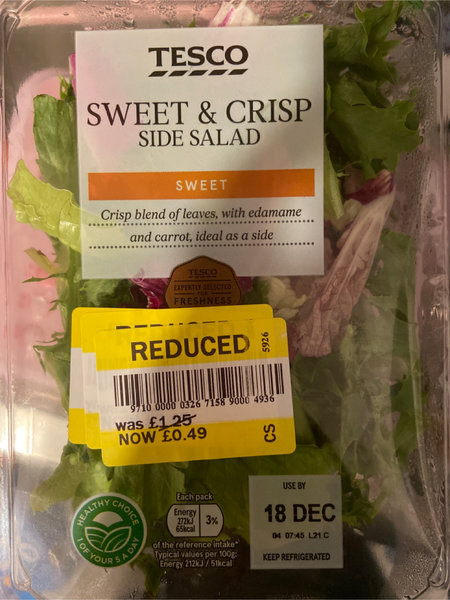 TESCO
SWEET & CRISP
SIDE SALAD
SWEET
Crisp blend of leaves, with edamame
and carrot, ideal as a side
TESCO
EXPERTLY SELECTED
FOR
FRESHNESS
REDUCED
REDUCED
5926
9710 0000 0326 7158 9000 4936
was £1.25
NOW £0.49
CS
HEALTHY CHOICE
1 OF YOUR 5 A DAY
Each pack
Energy
272kJ
65kcal
3%
of the reference intake*
Typical values per 100g:
Energy 212kJ / 51kcal
USE BY
18 DEC
04 07:45 L21 C
KEEP REFRIGERATED